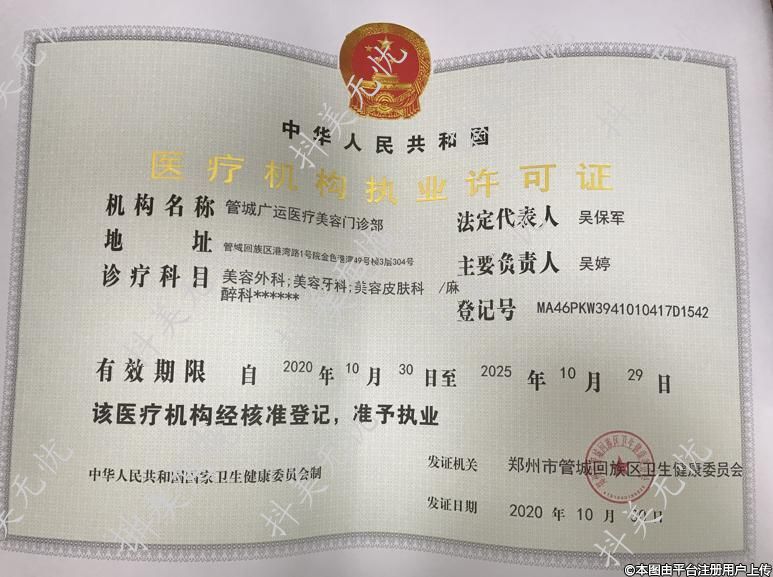 中华人民共和国
医疗机构执业许可证
机构名称 管城广运医疗美容门诊部
法定代表人 吴保军
地址 管城回族区港湾路1号院金色港湾49号楼3层304号
主要负责人 吴婷
诊疗科目 美容外科;美容牙科;美容皮肤科 /麻
醉科******
登记号 MA46PKW3941010417D1542
有效期限 自 2020 年 10 月 30 日至 2025 年 10 月 29 日
该医疗机构经核准登记，准予执业
中华人民共和国国家卫生健康委员会制
发证机关 郑州市管城回族区卫生健康委员会
发证日期 2020 年 10 月 30 日
抖美无忧
©本图由平台注册用户上传